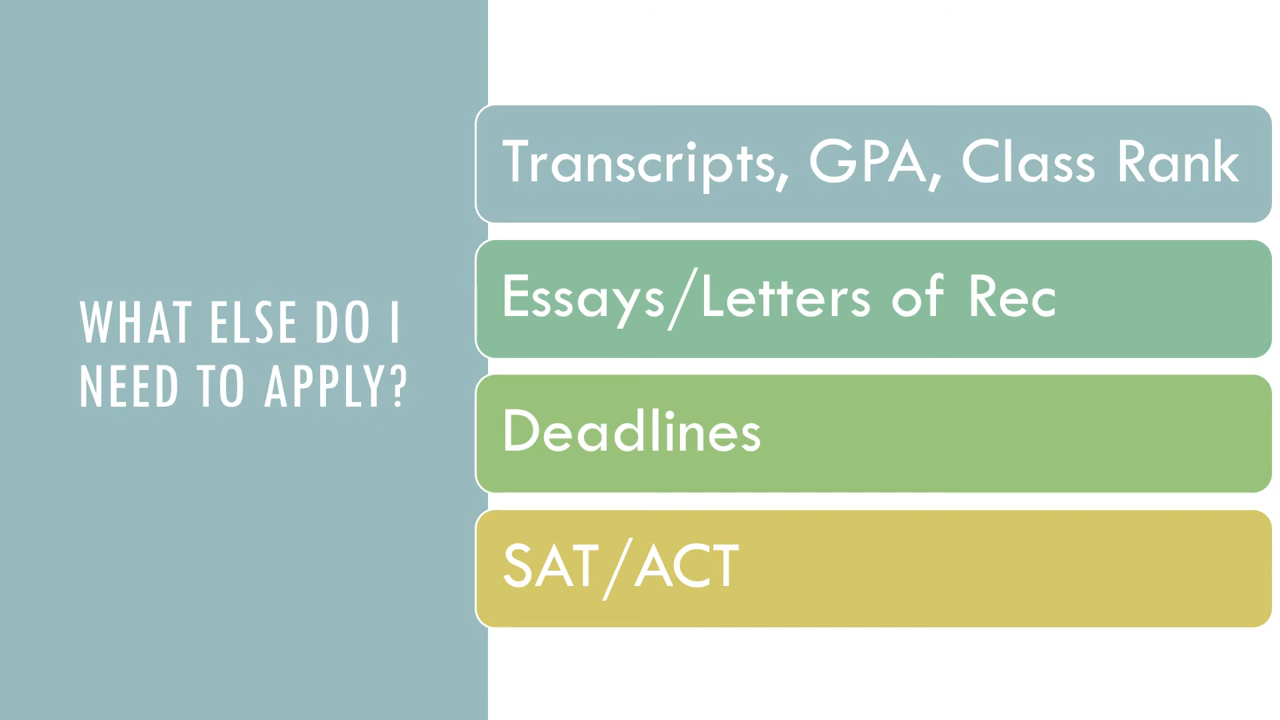 WHAT ELSE DO I
NEED TO APPLY?
Transcripts, GPA, Class Rank
Essays/Letters of Rec
Deadlines
SAT/ACT